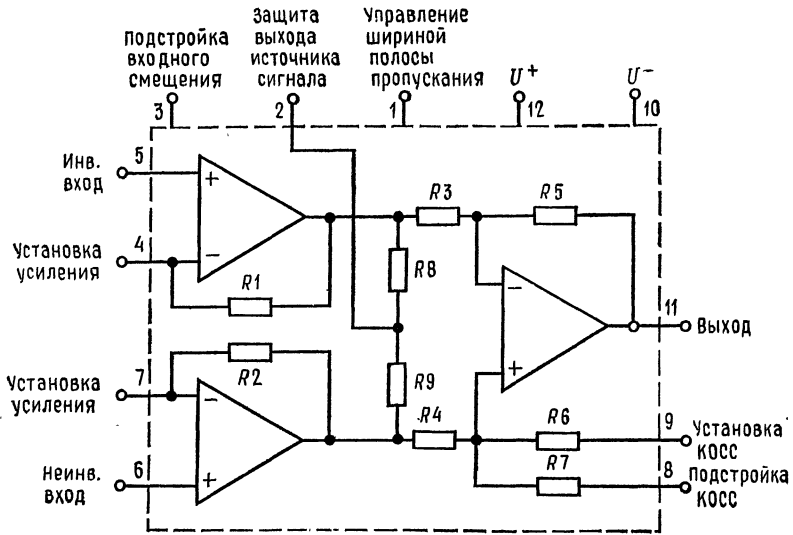 Подстройка
входного
смещения
3
Защита
выхода
источника
сигнала
2
Управление
шириной
полосы
пропускания
1
U+
12
U-
10
Инв.
вход
5
+
Установка
усиления
4
-
R1
R3
R5
R8
-
+
11
Выход
R2
R9
Установка
усиления
7
-
R4
R6
9
Установка
КОСС
Неинв.
вход
6
+
R7
8
Подстройка
КОСС